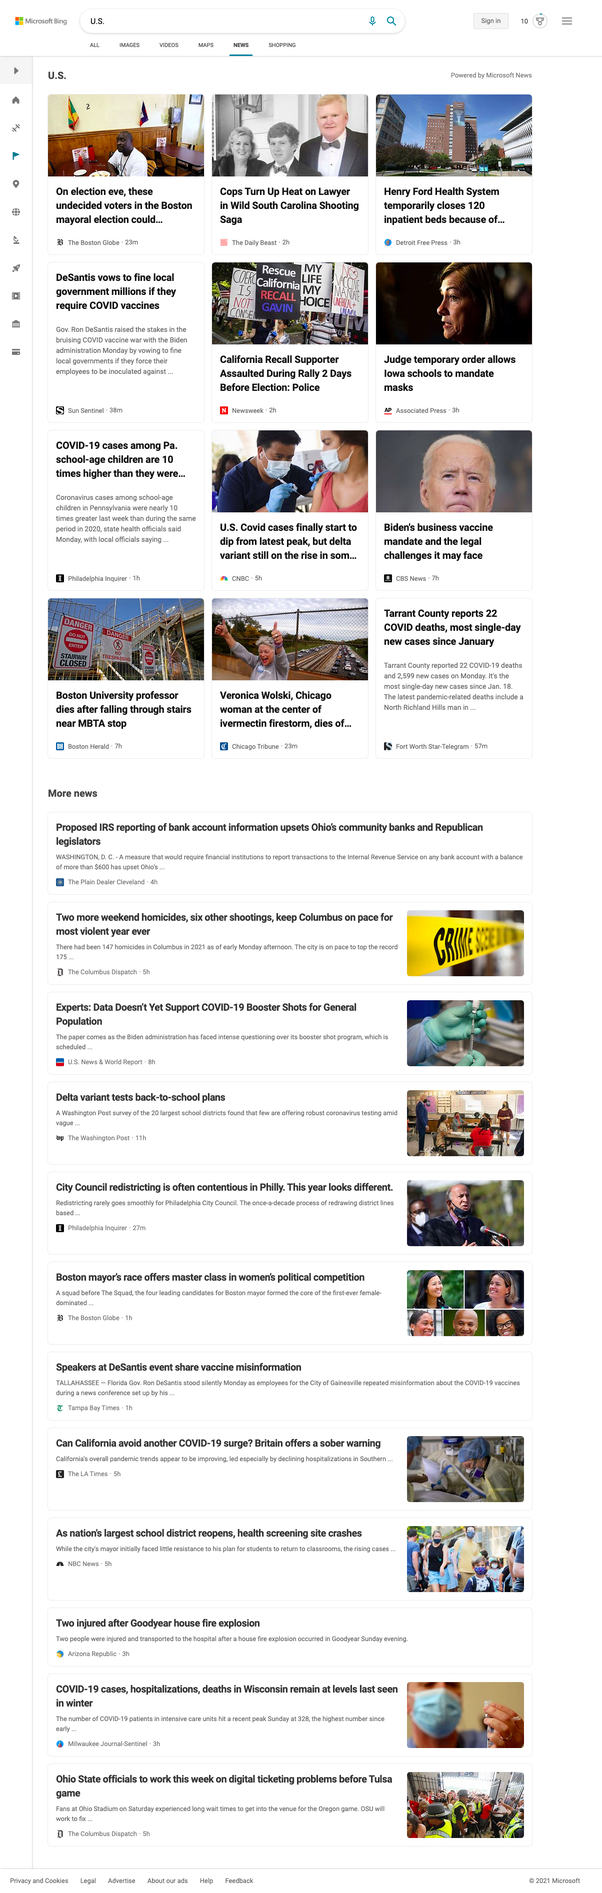 Microsoft Bing
U.S.
Sign in
10
ALL IMAGES VIDEOS MAPS NEWS SHOPPING
U.S.
Powered by Microsoft News
On election eve, these
undecided voters in the Boston
mayoral election could...
The Boston Globe · 23m
Cops Turn Up Heat on Lawyer
in Wild South Carolina Shooting
Saga
The Daily Beast · 2h
Henry Ford Health System
temporarily closes 120
inpatient beds because of...
Detroit Free Press · 3h
DeSantis vows to fine local
government millions if they
require COVID vaccines
Gov. Ron DeSantis raised the stakes in the
bruising COVID vaccine war with the Biden
administration Monday by vowing to fine
local governments if they force their
employees to be inoculated against ...
Sun Sentinel · 38m
Rescue
California
RECALL
GAVIN
MY
LIFE
MY
CHOICE
California Recall Supporter
Assaulted During Rally 2 Days
Before Election: Police
Newsweek · 2h
Judge temporary order allows
Iowa schools to mandate
masks
AP
Associated Press · 3h
COVID-19 cases among Pa.
school-age children are 10
times higher than they were...
Coronavirus cases among school-age
children in Pennsylvania were nearly 10
times greater last week than during the same
period in 2020, state health officials said
Monday, with local officials saying ...
Philadelphia Inquirer · 1h
U.S. Covid cases finally start to
dip from latest peak, but delta
variant still on the rise in som...
CNBC · 5h
Biden's business vaccine
mandate and the legal
challenges it may face
CBS News · 7h
DANGER
DO NOT
ENTER
STAIRWAY
CLOSED
DANGER
NO
TRESPASSING
Boston University professor
dies after falling through stairs
near MBTA stop
Boston Herald · 7h
Veronica Wolski, Chicago
woman at the center of
ivermectin firestorm, dies of...
Chicago Tribune · 23m
Tarrant County reports 22
COVID deaths, most single-day
new cases since January
Tarrant County reported 22 COVID-19 deaths
and 2,599 new cases on Monday. It's the
most single-day new cases since Jan. 18.
The latest pandemic-related deaths include a
North Richland Hills man in ...
Fort Worth Star-Telegram · 57m
More news
Proposed IRS reporting of bank account information upsets Ohio's community banks and Republican
legislators
WASHINGTON, D. C. - A measure that would require financial institutions to report transactions to the Internal Revenue Service on any bank account with a balance
of more than $600 has upset Ohio's ...
The Plain Dealer Cleveland · 4h
Two more weekend homicides, six other shootings, keep Columbus on pace for
most violent year ever
There had been 147 homicides in Columbus in 2021 as of early Monday afternoon. The city is on pace to top the record
175 ...
The Columbus Dispatch · 5h
CRIME SCENE
Experts: Data Doesn't Yet Support COVID-19 Booster Shots for General
Population
The paper comes as the Biden administration has faced intense questioning over its booster shot program, which is
scheduled ...
U.S. News & World Report · 8h
Delta variant tests back-to-school plans
A Washington Post survey of the 20 largest school districts found that few are offering robust coronavirus testing amid
vague ...
wp
The Washington Post · 11h
City Council redistricting is often contentious in Philly. This year looks different.
Redistricting rarely goes smoothly for Philadelphia City Council. The once-a-decade process of redrawing district lines
based ...
Philadelphia Inquirer · 27m
Boston mayor's race offers master class in women's political competition
A squad before The Squad, the four leading candidates for Boston mayor formed the core of the first-ever female-
dominated ...
The Boston Globe · 1h
Speakers at DeSantis event share vaccine misinformation
TALLAHASSEE — Florida Gov. Ron DeSantis stood silently Monday as employees for the City of Gainesville repeated misinformation about the COVID-19 vaccines
during a news conference set up by his ...
Tampa Bay Times · 1h
Can California avoid another COVID-19 surge? Britain offers a sober warning
California's overall pandemic trends appear to be improving, led especially by declining hospitalizations in Southern ...
The LA Times · 5h
As nation's largest school district reopens, health screening site crashes
While the city's mayor initially faced little resistance to his plan for students to return to classrooms, the rising cases ...
NBC News · 5h
Two injured after Goodyear house fire explosion
Two people were injured and transported to the hospital after a house fire explosion occurred in Goodyear Sunday evening.
Arizona Republic · 3h
COVID-19 cases, hospitalizations, deaths in Wisconsin remain at levels last seen
in winter
The number of COVID-19 patients in intensive care units hit a recent peak Sunday at 328, the highest number since
early ...
Milwaukee Journal-Sentinel · 3h
Ohio State officials to work this week on digital ticketing problems before Tulsa
game
Fans at Ohio Stadium on Saturday experienced long wait times to get into the venue for the Oregon game. OSU will
work to fix ...
The Columbus Dispatch · 5h
Privacy and Cookies Legal Advertise About our ads Help Feedback
© 2021 Microsoft